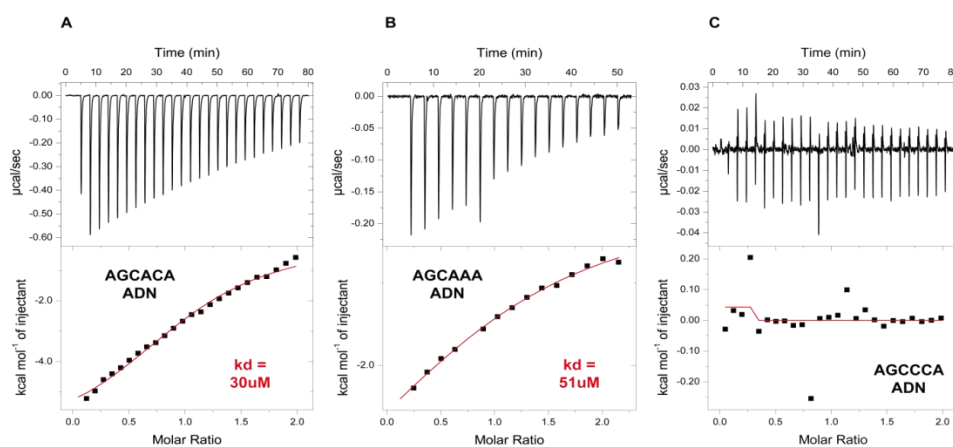 A
Time (min)
0 10 20 30 40 50 60 70 80
0.00
-0.10
-0.20
-0.30
-0.40
-0.50
-0.60
µcal/sec
AGCACA
ADN
-2.0
-4.0
kcal mol-1 of injectant
kd =
30uM
0.0 0.5 1.0 1.5 2.0
Molar Ratio
B
Time (min)
0 10 20 30 40 50
0.00
-0.05
-0.10
-0.15
-0.20
µcal/sec
AGCAAA
ADN
-2.0
kcal mol-1 of injectant
kd =
51uM
0.0 0.5 1.0 1.5 2.0
Molar Ratio
C
Time (min)
0 10 20 30 40 50 60 70 80
0.03
0.02
0.01
0.00
-0.01
-0.02
-0.03
-0.04
µcal/sec
0.20
0.10
0.00
-0.10
-0.20
kcal mol-1 of injectant
AGCCCA
ADN
0.0 0.5 1.0 1.5 2.0
Molar Ratio